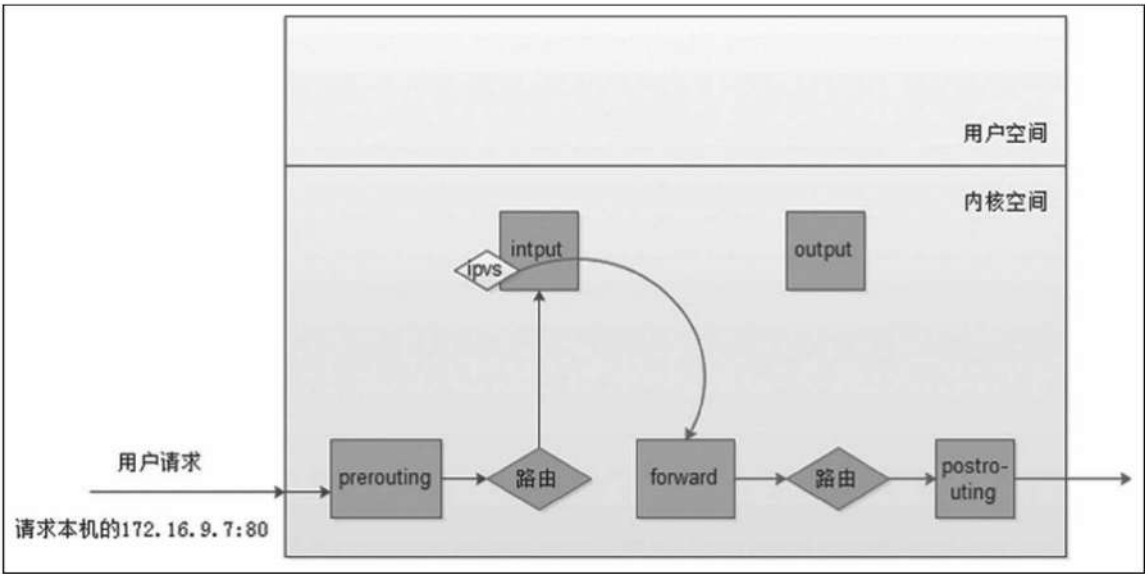 用户空间
内核空间
intput
output
ipvs
用户请求
prerouting
路由
forward
路由
postro-
uting
请求本机的172.16.9.7:80